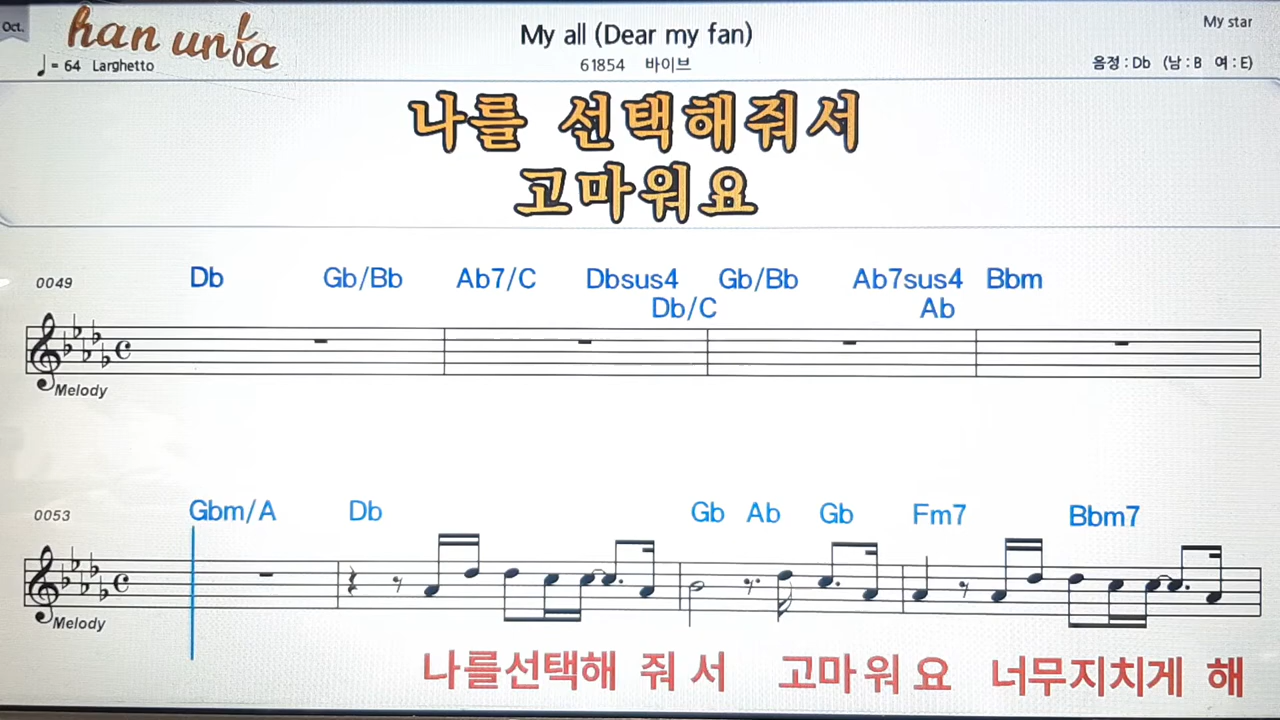 Oct.
han unfa
My all (Dear my fan)
My star
♩= 64 Larghetto
61854 바이브
음정 : Db (남 : B 여 : E)
나를 선택해줘서
고마워요
0049
Db Gb/Bb Ab7/C Dbsus4 Gb/Bb Ab7sus4 Bbm
Db/C Ab
Melody
0053
Gbm/A Db Gb Ab Gb Fm7 Bbm7
Melody
나를선택해 줘 서 고마워요 너무지치게 해